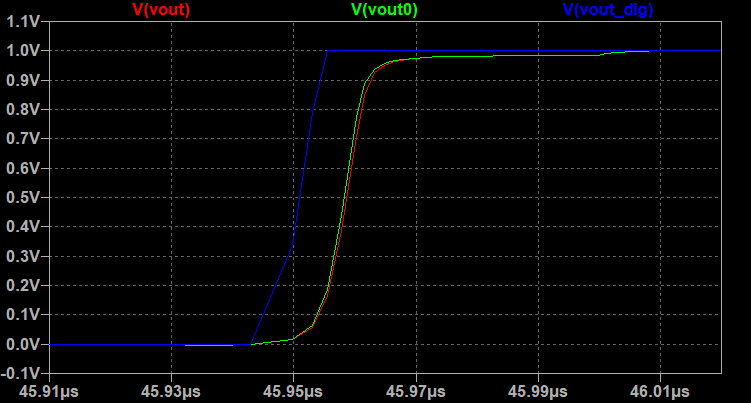 V(vout) V(vout0) V(vout_dlg)
1.1V
1.0V
0.9V
0.8V
0.7V
0.6V
0.5V
0.4V
0.3V
0.2V
0.1V
0.0V
-0.1V
45.91µs 45.93µs 45.95µs 45.97µs 45.99µs 46.01µs